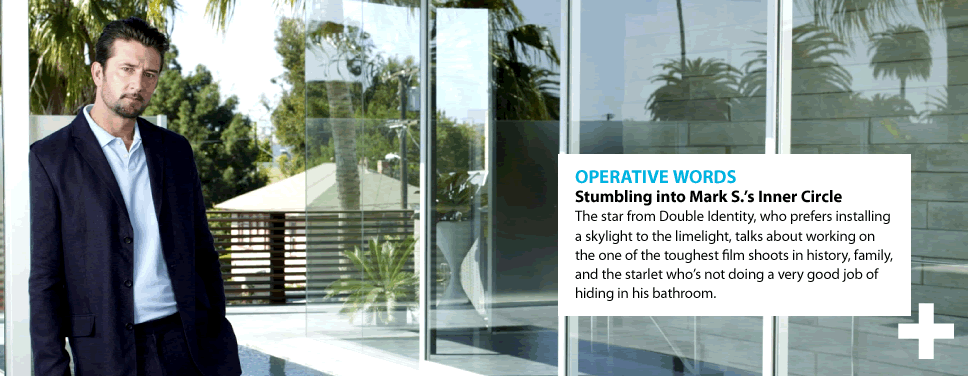 OPERATIVE WORDS
Stumbling into Mark S.'s Inner Circle
The star from Double Identity, who prefers installing
a skylight to the limelight, talks about working on
the one of the toughest film shoots in history, family,
and the starlet who's not doing a very good job of
hiding in his bathroom.